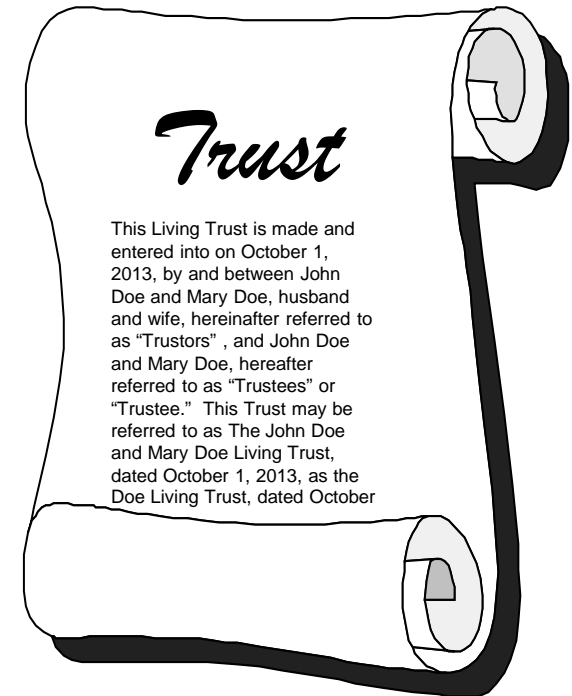 Trust
This Living Trust is made and
entered into on October 1,
2013, by and between John
Doe and Mary Doe, husband
and wife, hereinafter referred to
as “Trustors” , and John Doe
and Mary Doe, hereafter
referred to as “Trustees” or
“Trustee.”  This Trust may be
referred to as The John Doe
and Mary Doe Living Trust,
dated October 1, 2013, as the
Doe Living Trust, dated October